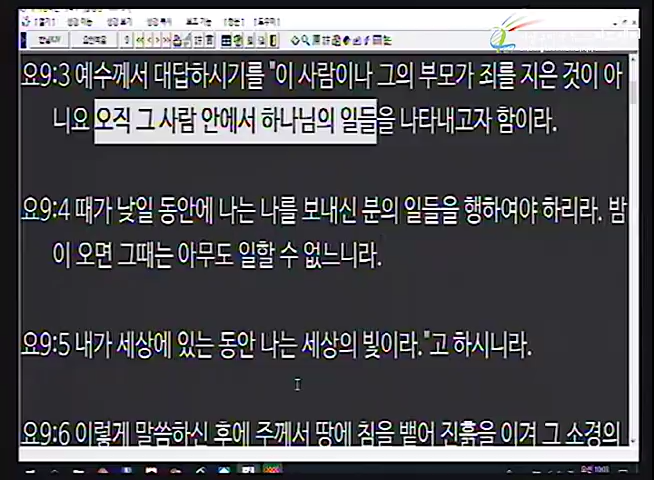 요9:3 예수께서 대답하시기를 "이 사람이나 그의 부모가 죄를 지은 것이 아
니요 오직 그 사람 안에서 하나님의 일들을 나타내고자 함이라.
요9:4 때가 낮일 동안에 나는 나를 보내신 분의 일들을 행하여야 하리라. 밤
이 오면 그때는 아무도 일할 수 없느니라.
요9:5 내가 세상에 있는 동안 나는 세상의 빛이라."고 하시니라.
요9:6 이렇게 말씀하신 후에 주께서 땅에 침을 뱉어 진흙을 이겨 그 소경의